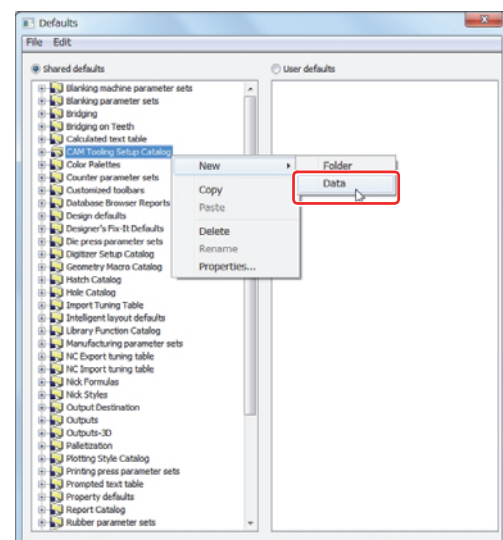 Defaults
File Edit
Shared defaults
User defaults
Blanking machine parameter sets
Blanking parameter sets
Bridging
Bridging on Teeth
Calculated text table
CAM Tooling Setup Catalog
Color Palettes
Counter parameter sets
Customized toolbars
Database Browser Reports
Design defaults
Designer's Fix-It Defaults
Die press parameter sets
Digitizer Setup Catalog
Geometry Macro Catalog
Hatch Catalog
Hole Catalog
Import Tuning Table
Intelligent layout defaults
Library Function Catalog
Manufacturing parameter sets
NC Export tuning table
NC Import tuning table
Nick Formulas
Nick Styles
Output Destination
Outputs
Outputs-3D
Palletization
Plotting Style Catalog
Printing press parameter sets
Prompted text table
Property defaults
Report Catalog
Rubber parameter sets
New
Copy
Paste
Delete
Rename
Properties...
Folder
Data